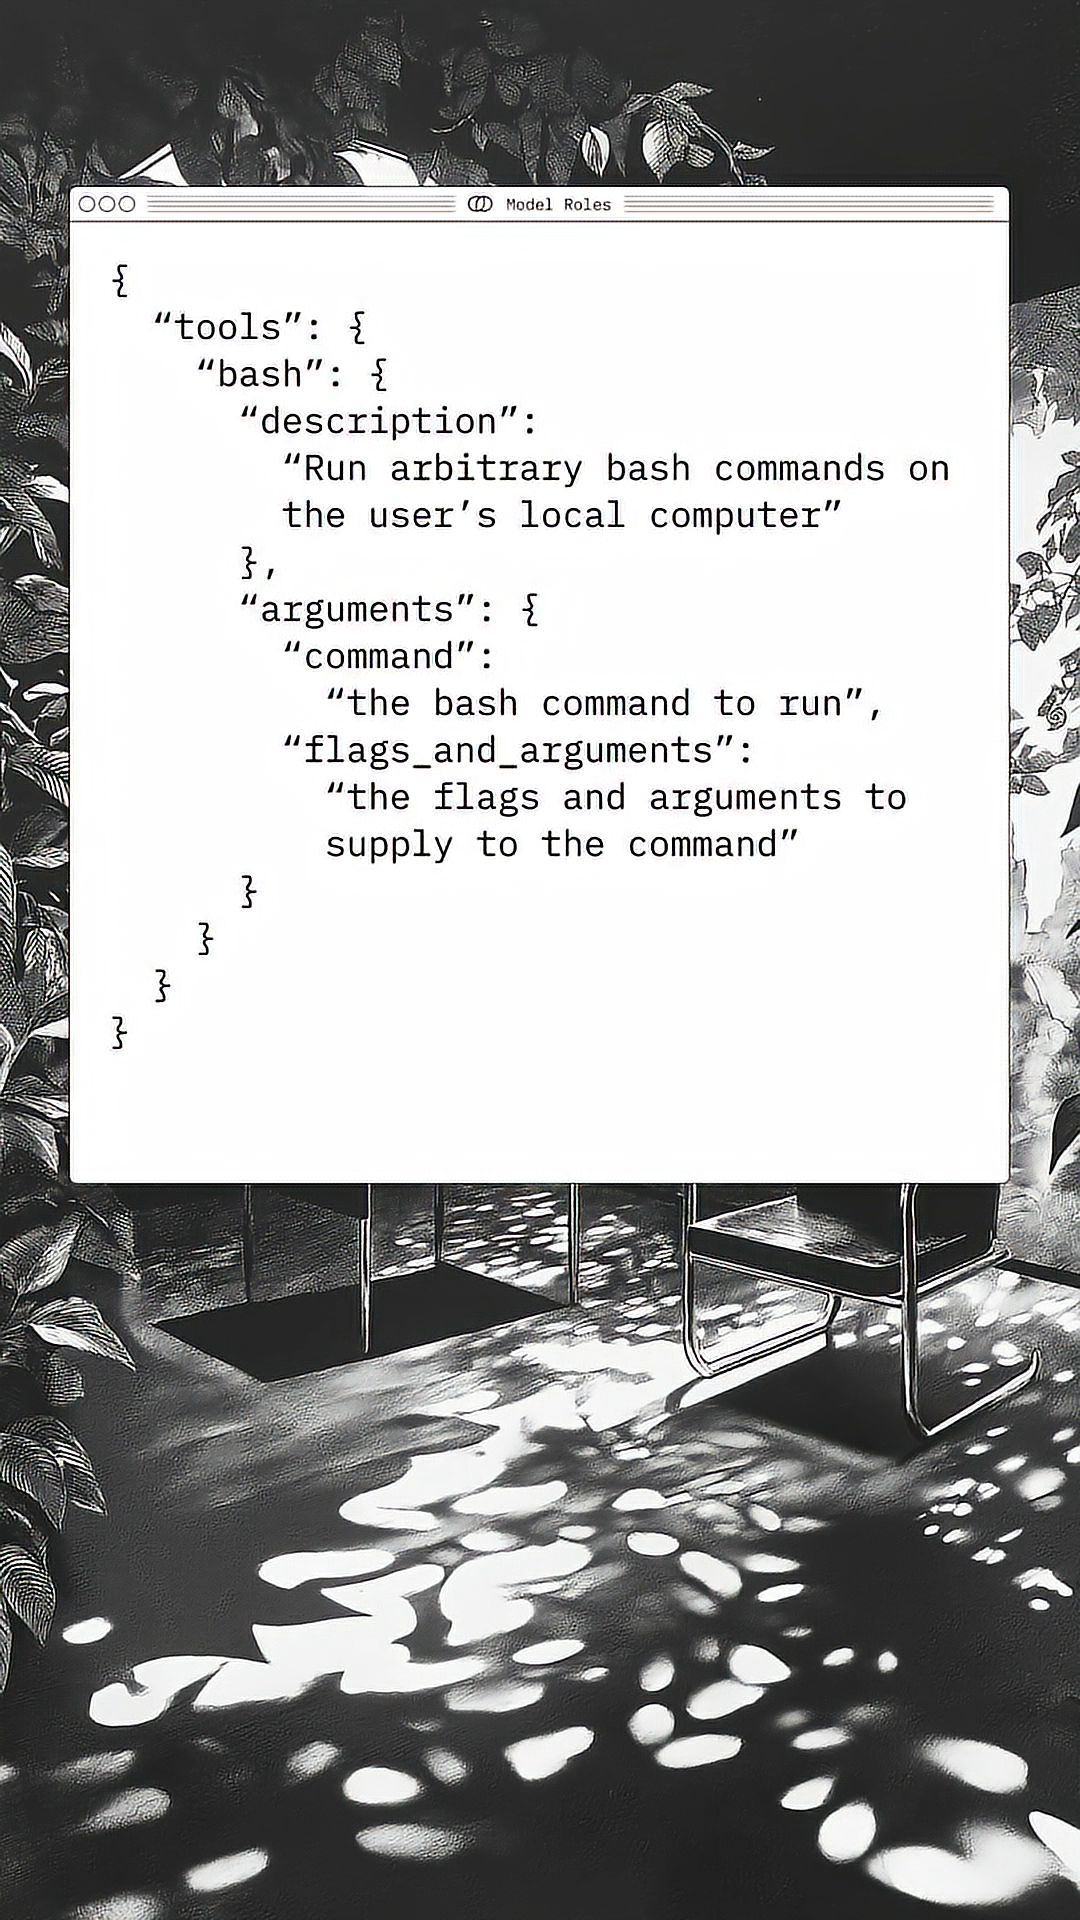 Model Roles
{
“tools”: {
“bash”: {
“description”:
“Run arbitrary bash commands on
the user’s local computer”
},
“arguments”: {
“command”:
“the bash command to run”,
“flags_and_arguments”:
“the flags and arguments to
supply to the command”
}
}
}
}